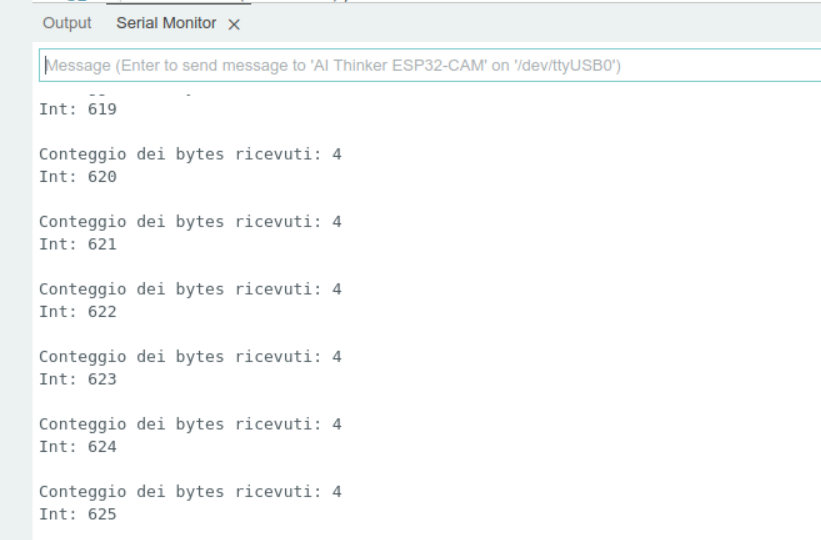 Output Serial Monitor
Message (Enter to send message to 'AI Thinker ESP32-CAM' on '/dev/ttyUSB0')
Int: 619
Conteggio dei bytes ricevuti: 4
Int: 620
Conteggio dei bytes ricevuti: 4
Int: 621
Conteggio dei bytes ricevuti: 4
Int: 622
Conteggio dei bytes ricevuti: 4
Int: 623
Conteggio dei bytes ricevuti: 4
Int: 624
Conteggio dei bytes ricevuti: 4
Int: 625